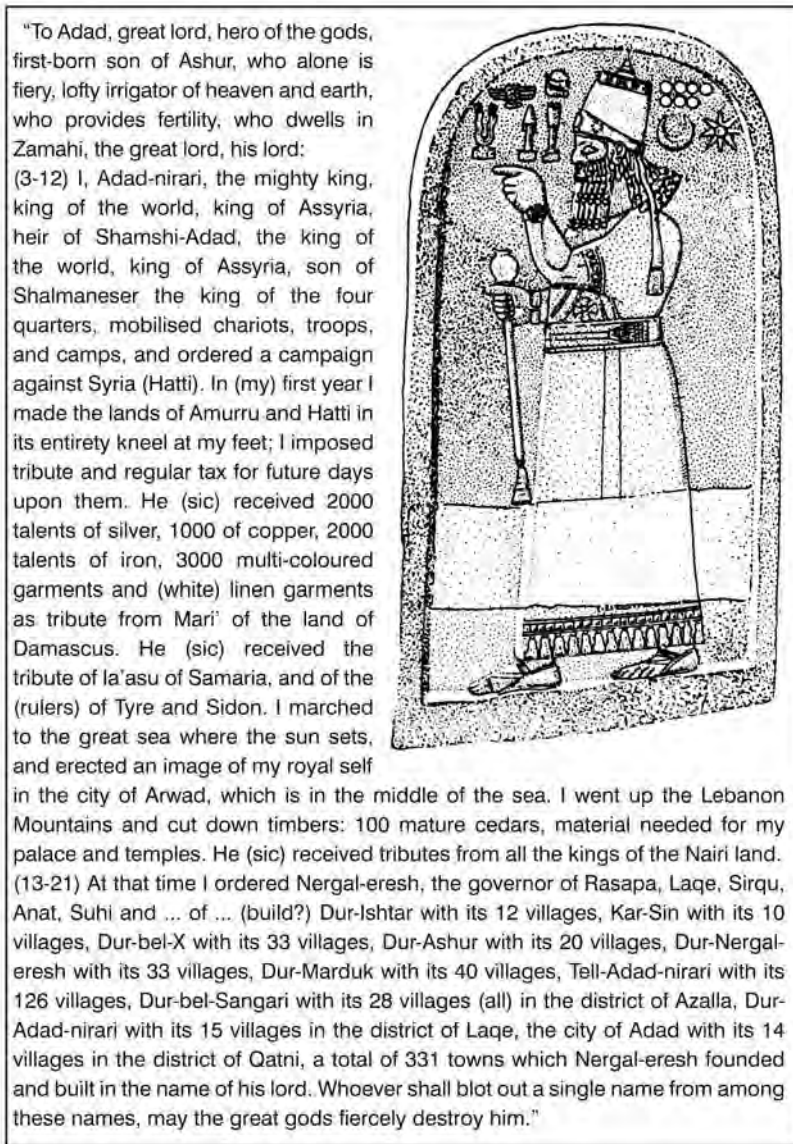 "To Adad, great lord, hero of the gods,
first-born son of Ashur, who alone is
fiery, lofty irrigator of heaven and earth,
who provides fertility, who dwells in
Zamahi, the great lord, his lord:
(3-12) I, Adad-nirari, the mighty king,
king of the world, king of Assyria,
heir of Shamshi-Adad, the king of
the world, king of Assyria, son of
Shalmaneser the king of the four
quarters, mobilised chariots, troops,
and camps, and ordered a campaign
against Syria (Hatti). In (my) first year I
made the lands of Amurru and Hatti in
its entirety kneel at my feet; I imposed
tribute and regular tax for future days
upon them. He (sic) received 2000
talents of silver, 1000 of copper, 2000
talents of iron, 3000 multi-coloured
garments and (white) linen garments
as tribute from Mari' of the land of
Damascus. He (sic) received the
tribute of Ia'asu of Samaria, and of the
(rulers) of Tyre and Sidon. I marched
to the great sea where the sun sets,
and erected an image of my royal self
in the city of Arwad, which is in the middle of the sea. I went up the Lebanon
Mountains and cut down timbers: 100 mature cedars, material needed for my
palace and temples. He (sic) received tributes from all the kings of the Nairi land.
(13-21) At that time I ordered Nergal-eresh, the governor of Rasapa, Laqe, Sirqu,
Anat, Suhi and ... of ... (build?) Dur-Ishtar with its 12 villages, Kar-Sin with its 10
villages, Dur-bel-X with its 33 villages, Dur-Ashur with its 20 villages, Dur-Nergal-
eresh with its 33 villages, Dur-Marduk with its 40 villages, Tell-Adad-nirari with its
126 villages, Dur-bel-Sangari with its 28 villages (all) in the district of Azalla, Dur-
Adad-nirari with its 15 villages in the district of Laqe, the city of Adad with its 14
villages in the district of Qatni, a total of 331 towns which Nergal-eresh founded
and built in the name of his lord. Whoever shall blot out a single name from among
these names, may the great gods fiercely destroy him."